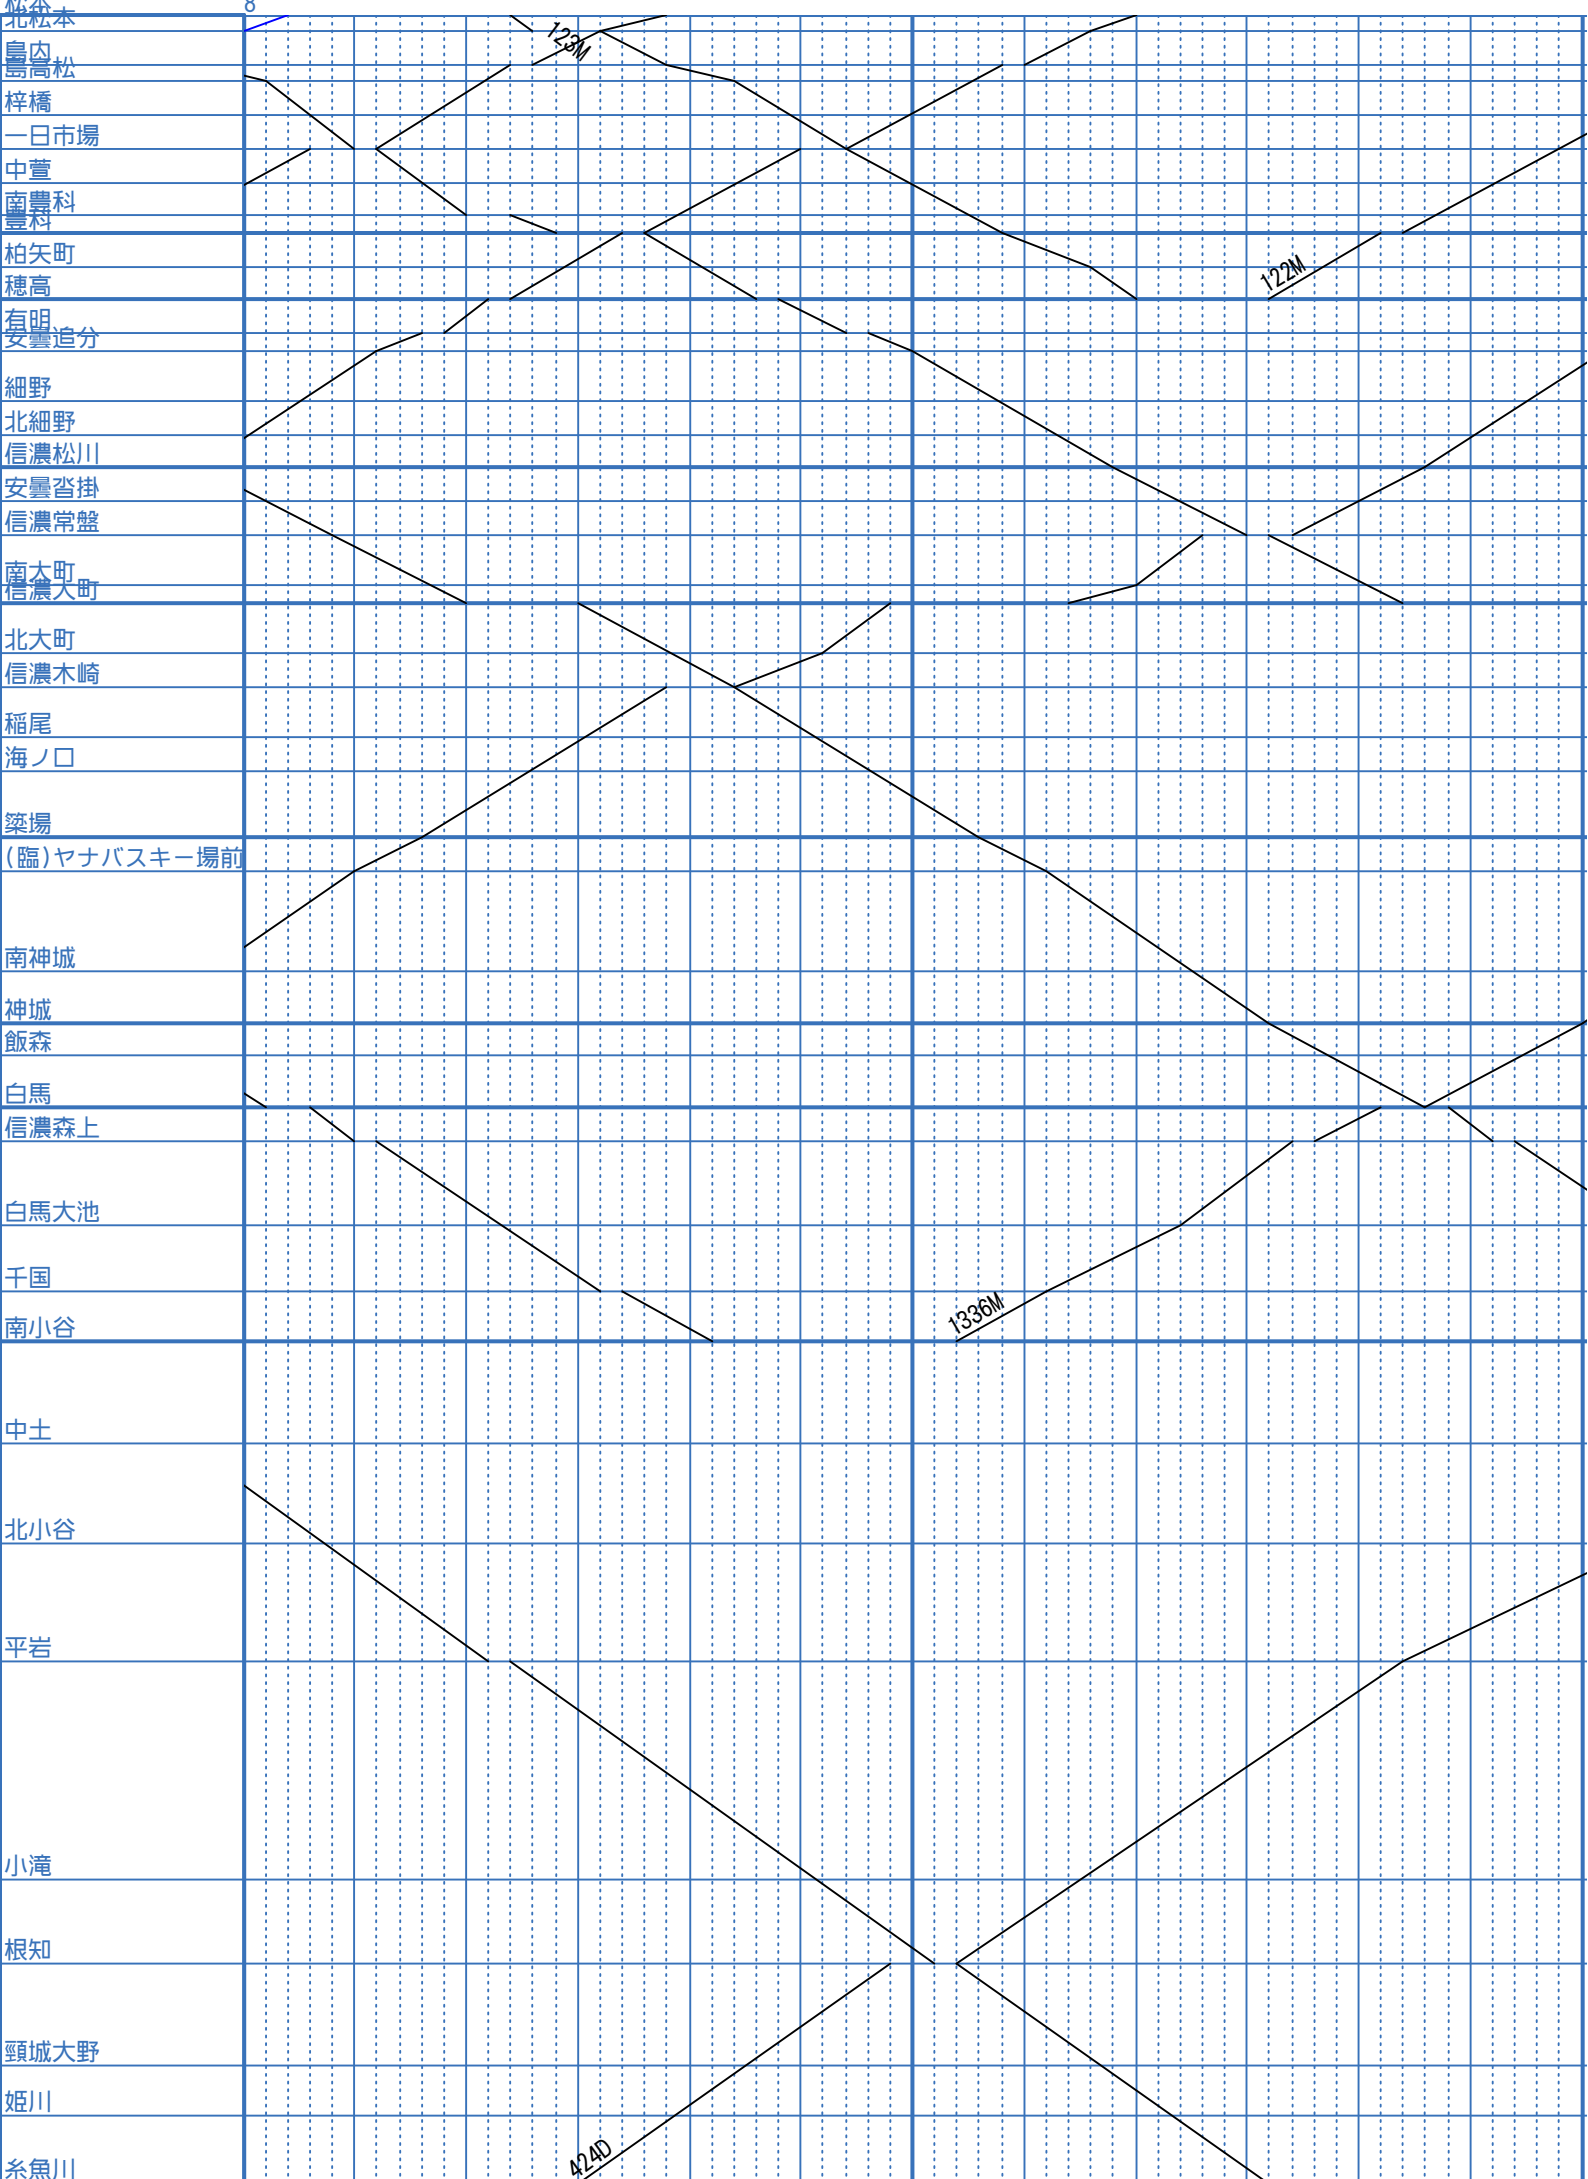 松本
8
北松本
島内
島高松
梓橋
一日市場
中萱
南豊科
豊科
柏矢町
穂高
有明
安曇追分
細野
北細野
信濃松川
安曇沓掛
信濃常盤
南大町
信濃大町
北大町
信濃木崎
稲尾
海ノ口
簗場
(臨)ヤナバスキー場前
南神城
神城
飯森
白馬
信濃森上
白馬大池
千国
南小谷
中土
北小谷
平岩
小滝
根知
頸城大野
姫川
糸魚川
123M
122M
1336M
424D